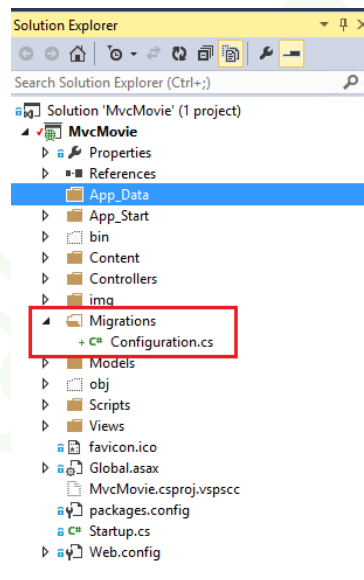 Solution Explorer
Search Solution Explorer (Ctrl+;)
Solution 'MvcMovie' (1 project)
MvcMovie
Properties
References
App_Data
App_Start
bin
Content
Controllers
img
Migrations
C# Configuration.cs
Models
obj
Scripts
Views
favicon.ico
Global.asax
MvcMovie.csproj.vspscc
packages.config
C# Startup.cs
Web.config